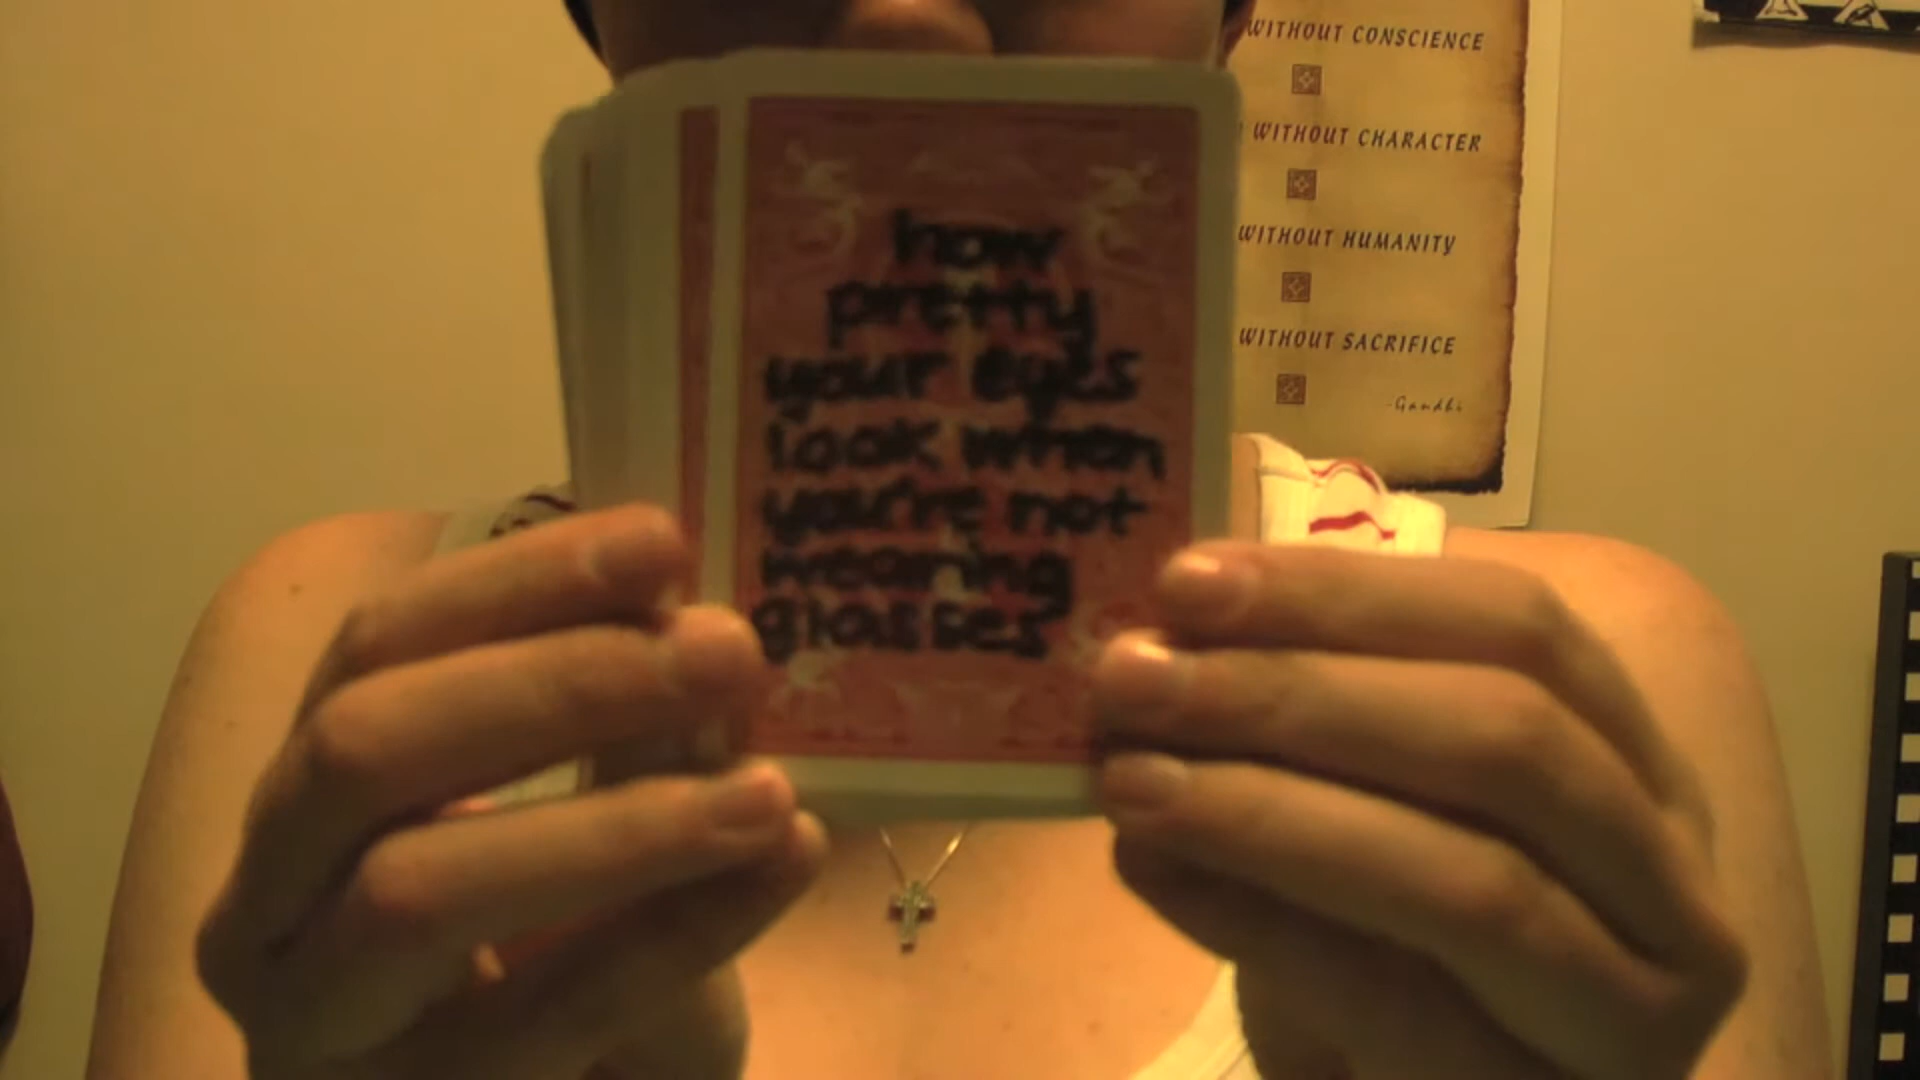 how
pretty
your eyes
look when
you're not
wearing
glasses
WITHOUT CONSCIENCE
WITHOUT CHARACTER
WITHOUT HUMANITY
WITHOUT SACRIFICE
-Gandhi